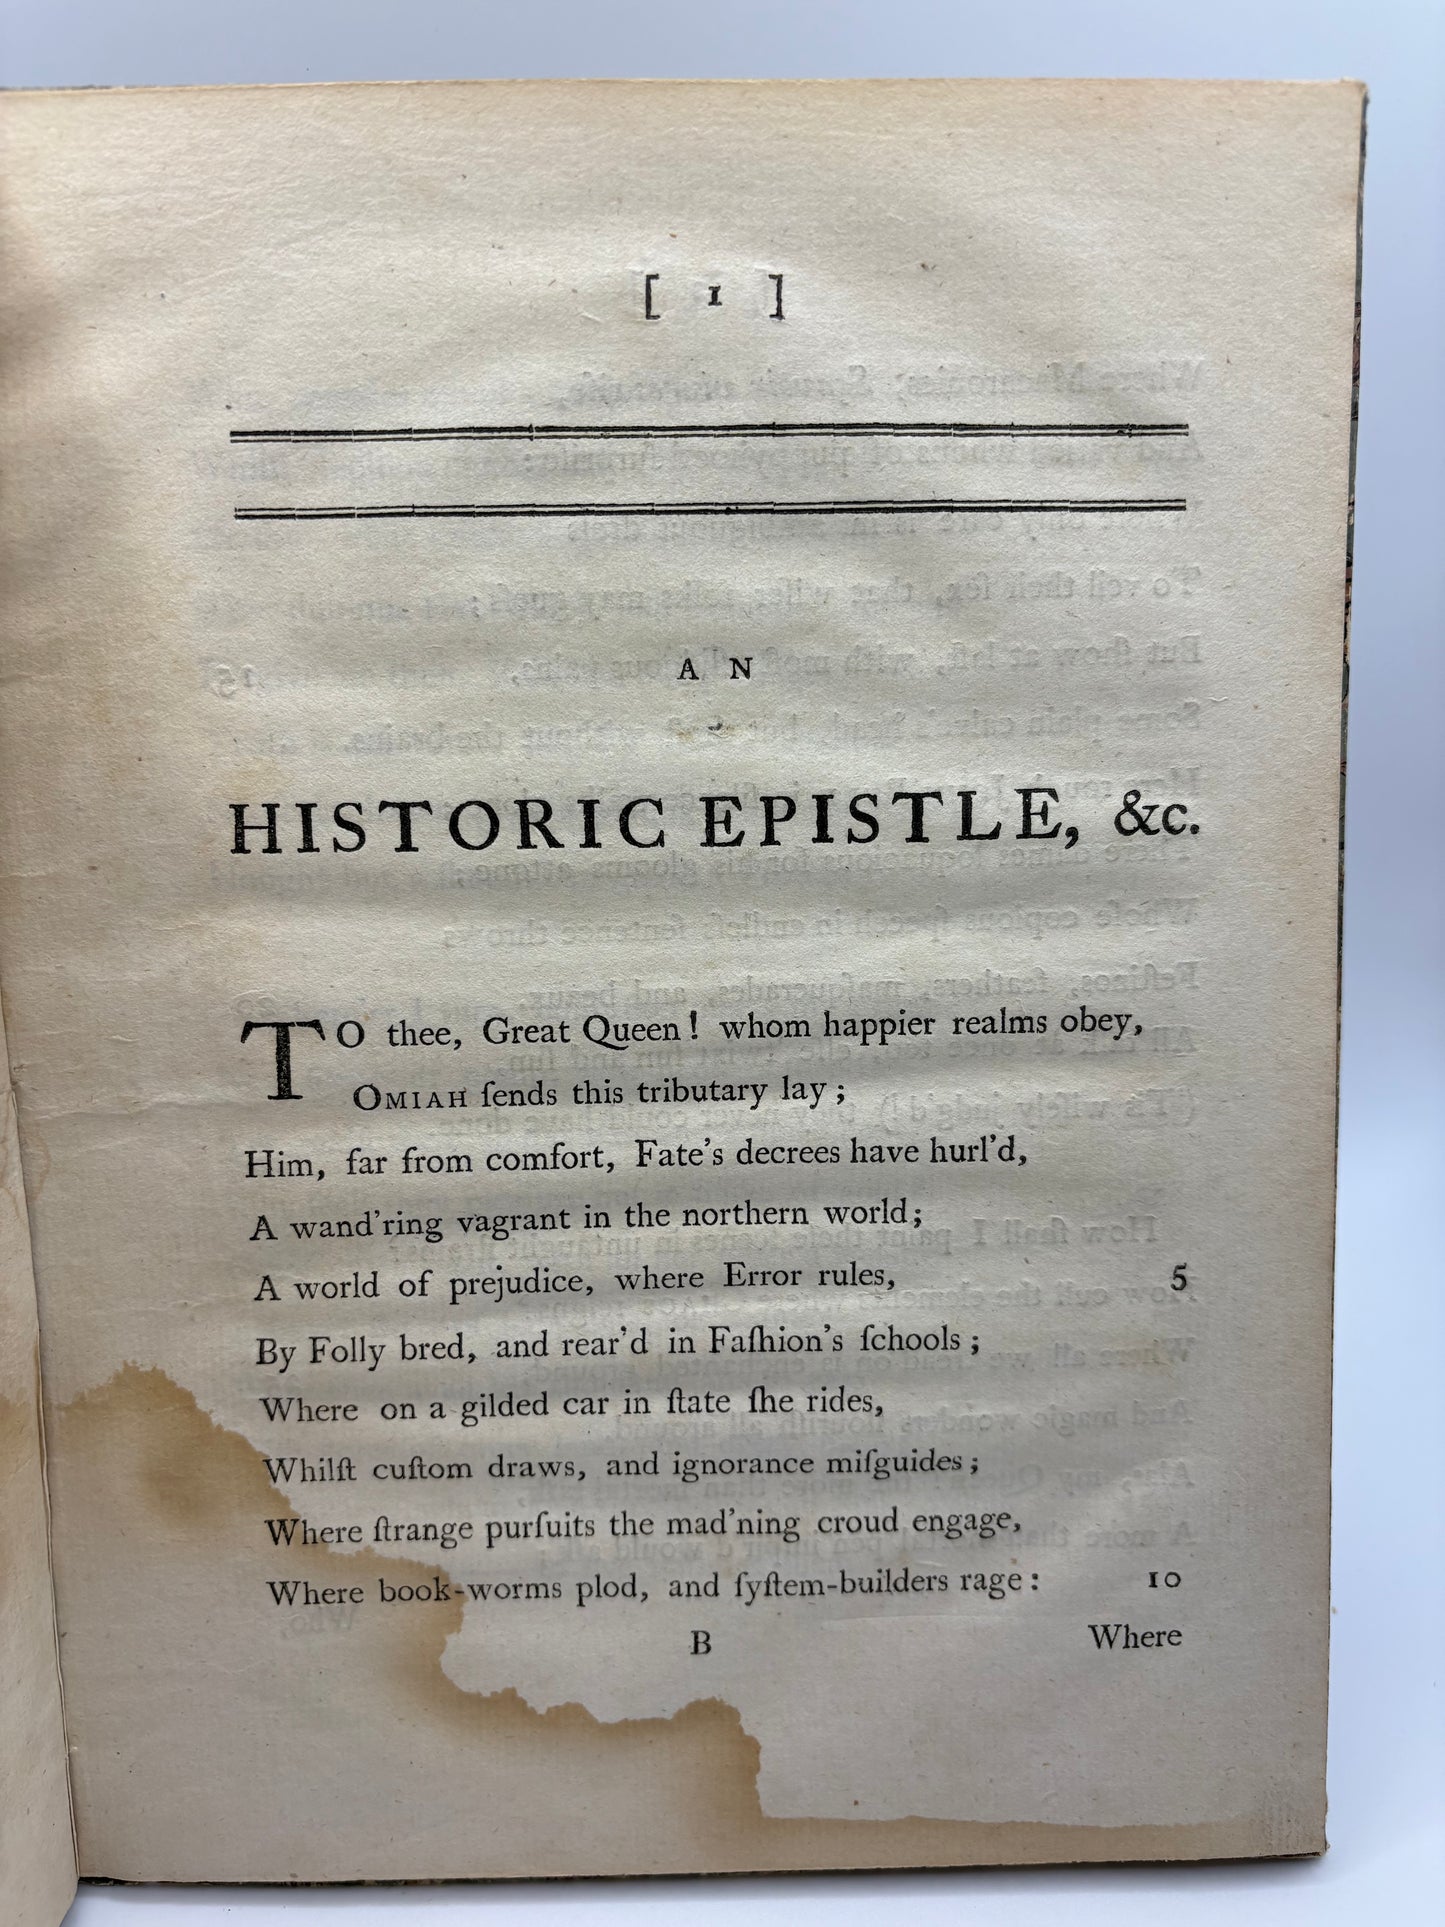 [ 1 ]
AN
HISTORIC EPISTLE, &c.
TO thee, Great Queen! whom happier realms obey,
OMIAH ſends this tributary lay;
Him, far from comfort, Fate's decrees have hurl'd,
A wand'ring vagrant in the northern world;
A world of prejudice, where Error rules, 5
By Folly bred, and rear'd in Faſhion's ſchools;
Where on a gilded car in ſtate ſhe rides,
Whilſt cuſtom draws, and ignorance miſguides;
Where ſtrange purſuits the mad'ning croud engage,
Where book-worms plod, and ſyſtem-builders rage: 10
B Where